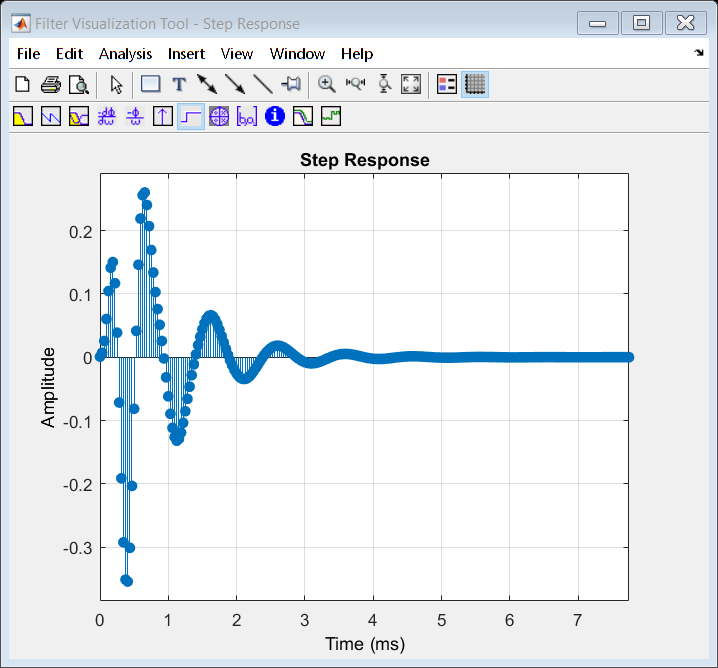 Filter Visualization Tool - Step Response
File Edit Analysis Insert View Window Help
T
[b,a]
i
Step Response
Amplitude
0.2
0.1
0
-0.1
-0.2
-0.3
0 1 2 3 4 5 6 7
Time (ms)